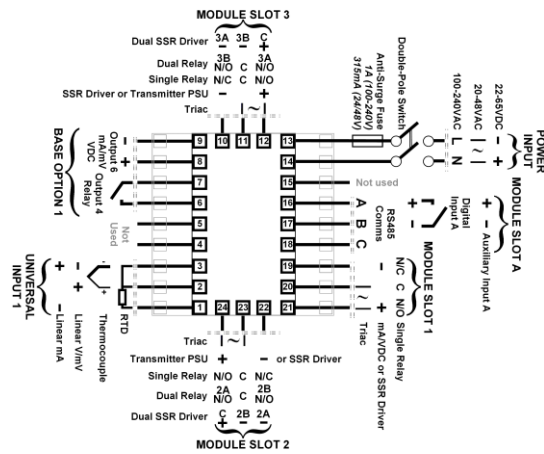 MODULE SLOT 3
Dual SSR Driver 3A 3B C
− − +
Dual Relay 3B N/O C 3A N/O
Single Relay N/C C N/O
SSR Driver or Transmitter PSU − +
Triac | ~ |
10 11 12
9
8
7
6
5
4
3
2
1
13
14
15
16
17
18
19
20
21
24 23 22
BASE OPTION 1
Output 6
mA/mV
VDC
− +
Output 4
Relay
Not
Used
UNIVERSAL
INPUT 1
+ − RTD
− + Thermocouple
− + Linear V/mV
+ − Linear mA
315mA (24/48V)
1A (100-240V)
Anti-Surge Fuse
Double-Pole Switch
100-240VAC L N
20-48VAC | ~ |
22-65VDC − +
POWER
INPUT
Not used
A B C
RS485
Comms
+ −
Digital
Input A
+ − Auxiliary Input A
MODULE SLOT A
MODULE SLOT 1
− + mA/VDC or SSR Driver
N/C C N/O Single Relay
| ~ | Triac
Triac | ~ |
Transmitter PSU + − or SSR Driver
Single Relay N/O C N/C
Dual Relay 2A N/O C 2B N/O
Dual SSR Driver C 2B 2A
+ − −
MODULE SLOT 2